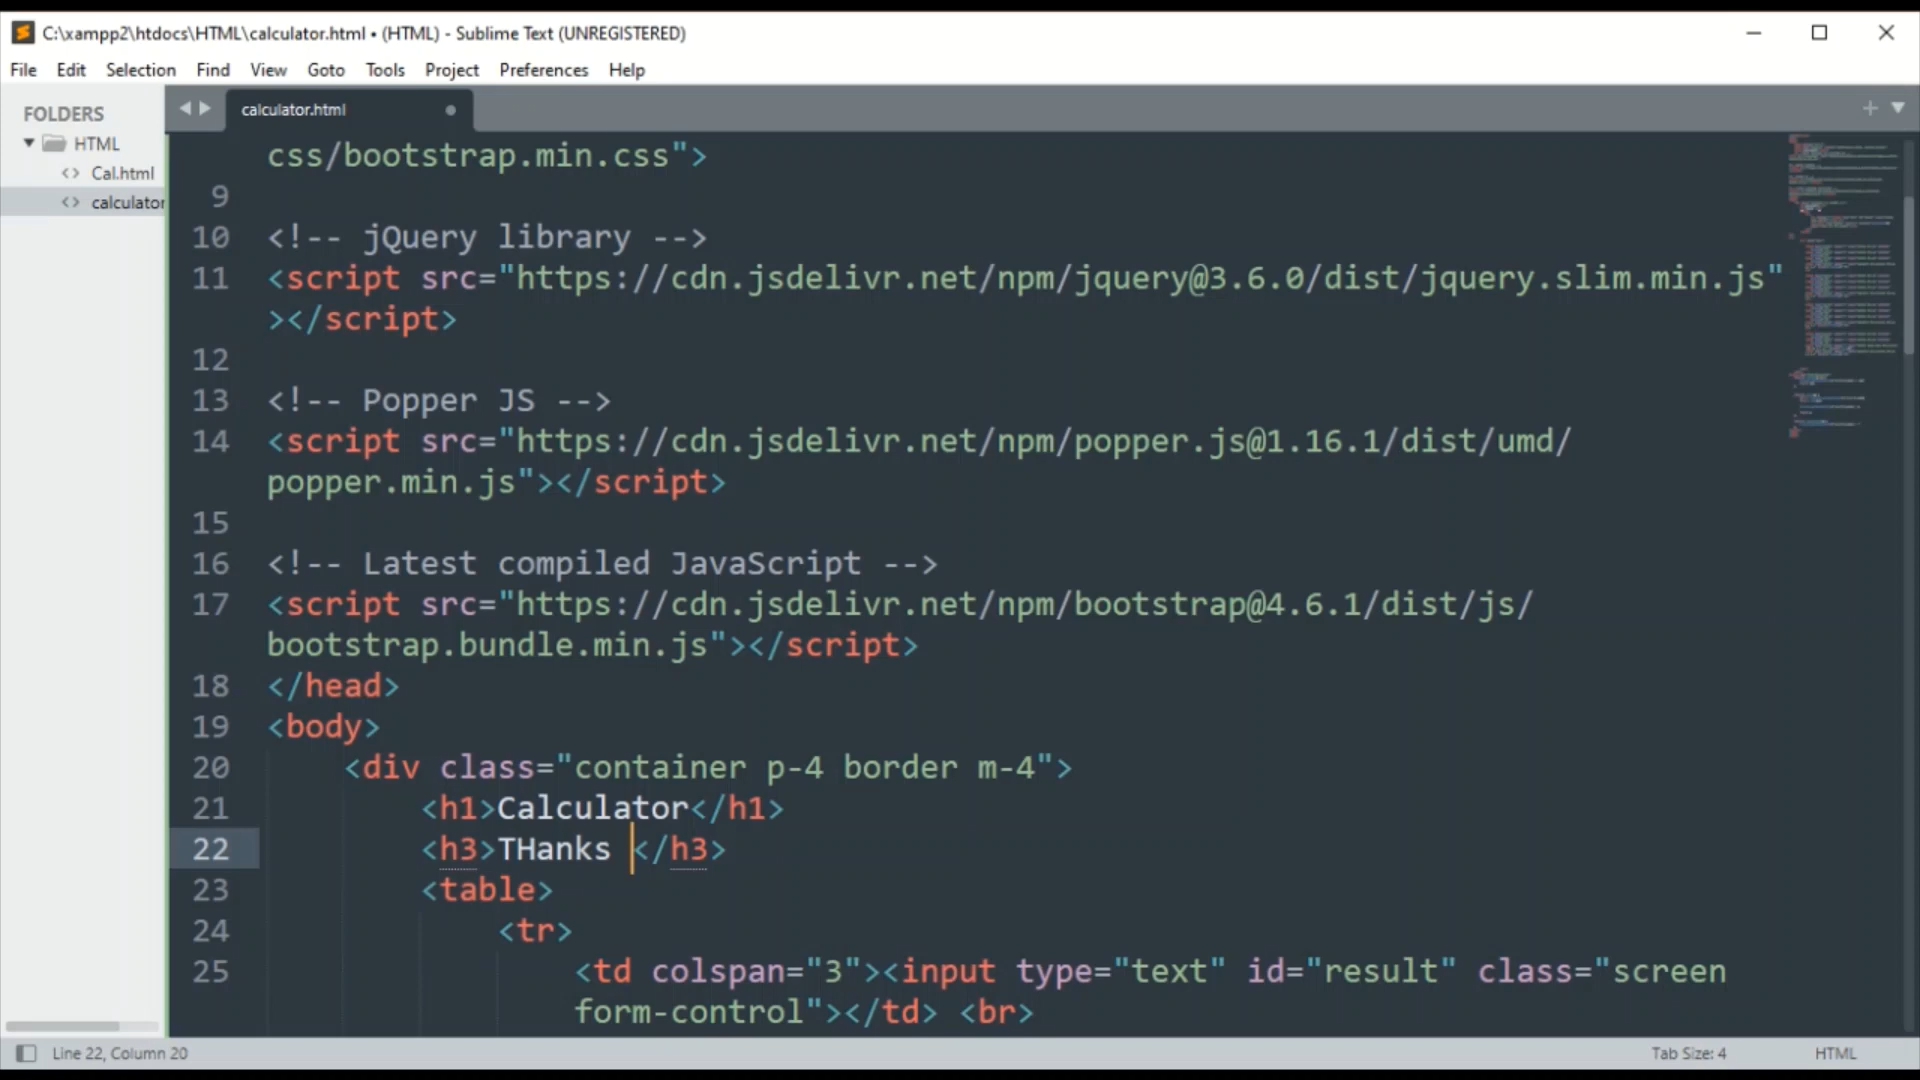 C:\xampp2\htdocs\HTML\calculator.html • (HTML) - Sublime Text (UNREGISTERED)
File Edit Selection Find View Goto Tools Project Preferences Help
FOLDERS
HTML
<> Cal.html
<> calculator
calculator.html
css/bootstrap.min.css">
9
10 <!-- jQuery library -->
11 <script src="https://cdn.jsdelivr.net/npm/jquery@3.6.0/dist/jquery.slim.min.js"
></script>
12
13 <!-- Popper JS -->
14 <script src="https://cdn.jsdelivr.net/npm/popper.js@1.16.1/dist/umd/
popper.min.js"></script>
15
16 <!-- Latest compiled JavaScript -->
17 <script src="https://cdn.jsdelivr.net/npm/bootstrap@4.6.1/dist/js/
bootstrap.bundle.min.js"></script>
18 </head>
19 <body>
20 <div class="container p-4 border m-4">
21 <h1>Calculator</h1>
22 <h3>THanks </h3>
23 <table>
24 <tr>
25 <td colspan="3"><input type="text" id="result" class="screen
form-control"></td> <br>
Line 22, Column 20
Tab Size: 4
HTML